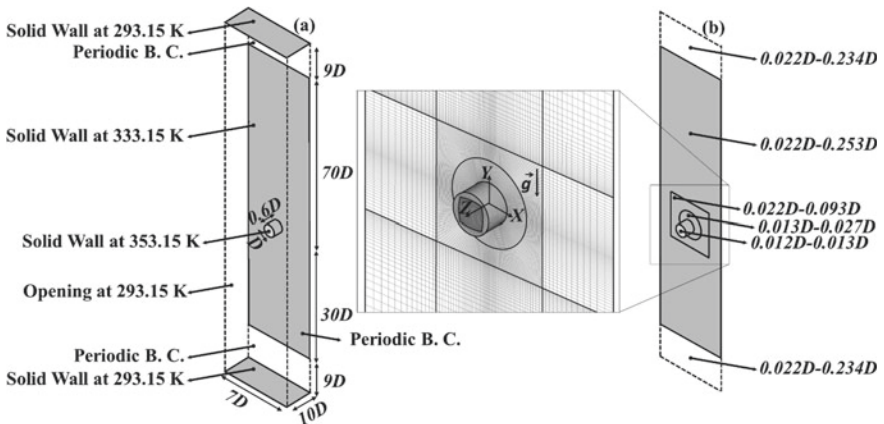 (a)
Solid Wall at 293.15 K
Periodic B. C.
9D
Solid Wall at 333.15 K
70D
0.6D
D
Solid Wall at 353.15 K
Opening at 293.15 K
30D
Periodic B. C.
Periodic B. C.
Solid Wall at 293.15 K
9D
7D
10D
Y
g
Z
X
(b)
0.022D-0.234D
0.022D-0.253D
0.022D-0.093D
0.013D-0.027D
0.012D-0.013D
0.022D-0.234D